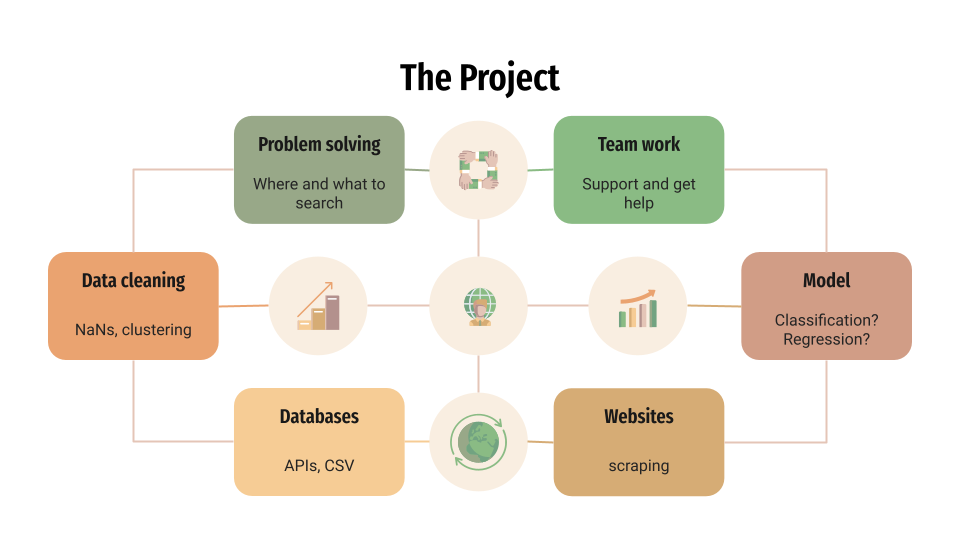 The Project
Problem solving
Where and what to
search
Team work
Support and get
help
Data cleaning
NaNs, clustering
Model
Classification?
Regression?
Databases
APIs, CSV
Websites
scraping